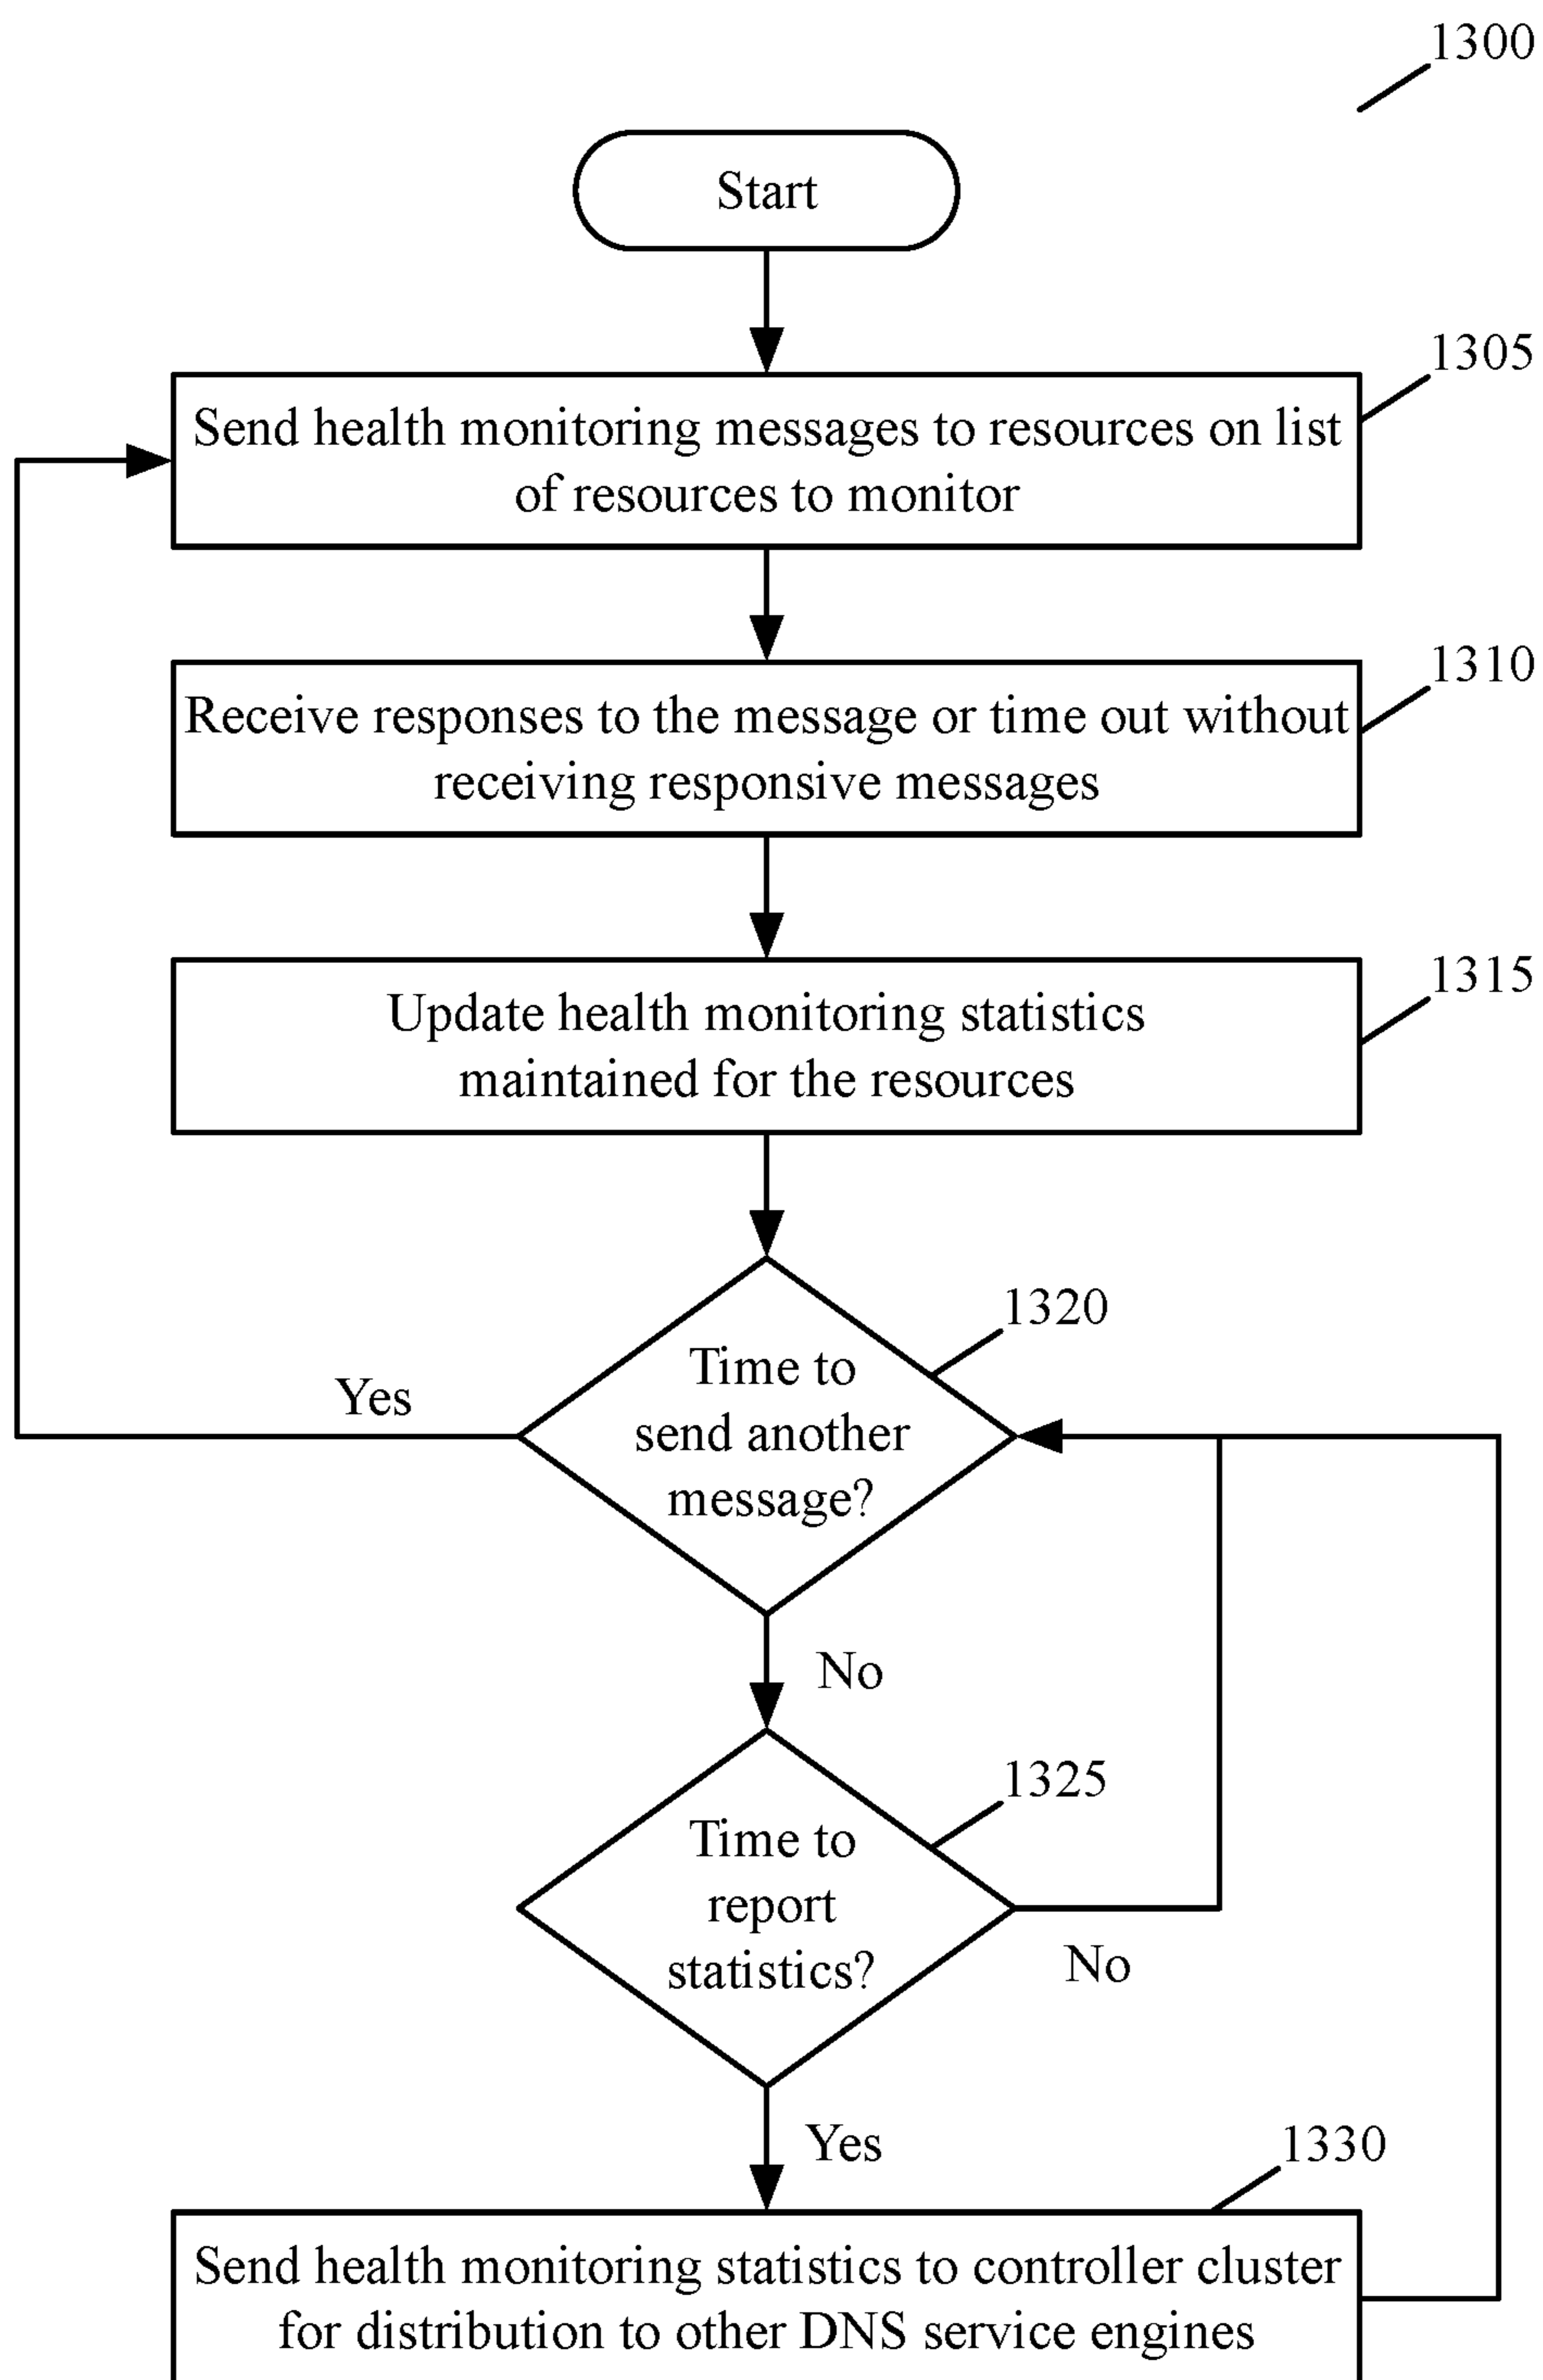 1300
Start
1305
Send health monitoring messages to resources on list
of resources to monitor
1310
Receive responses to the message or time out without
receiving responsive messages
1315
Update health monitoring statistics
maintained for the resources
1320
Time to
send another
message?
Yes
No
1325
Time to
report
statistics?
No
Yes
1330
Send health monitoring statistics to controller cluster
for distribution to other DNS service engines